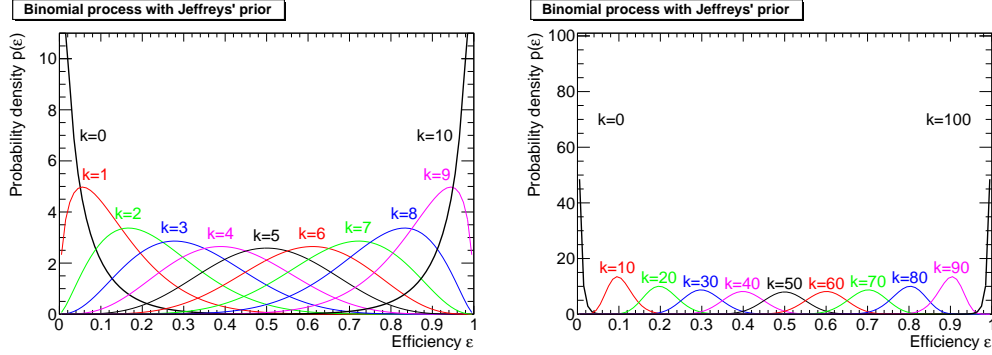 Binomial process with Jeffreys' prior
Probability density p(ε)
10
8
6
4
2
0
k=0
k=10
k=1
k=9
k=2
k=3
k=4
k=5
k=6
k=7
k=8
0 0.1 0.2 0.3 0.4 0.5 0.6 0.7 0.8 0.9 1
Efficiency ε
Binomial process with Jeffreys' prior
Probability density p(ε)
100
80
60
40
20
0
k=0
k=100
k=10
k=20
k=30
k=40
k=50
k=60
k=70
k=80
k=90
0 0.1 0.2 0.3 0.4 0.5 0.6 0.7 0.8 0.9 1
Efficiency ε